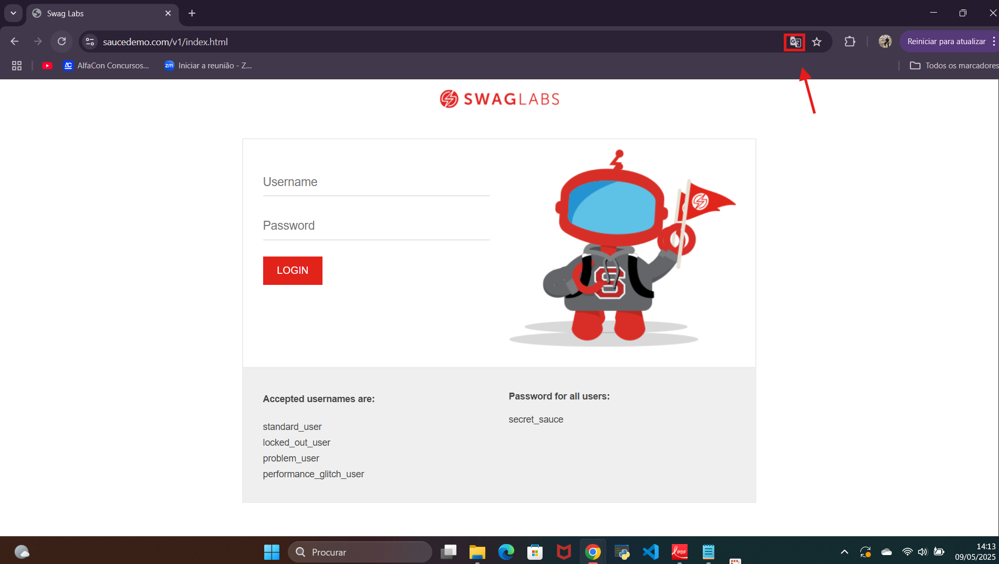 Swag Labs
saucedemo.com/v1/index.html
Reiniciar para atualizar
AlfaCon Concursos...
zm Iniciar a reunião - Z...
Todos os marcadores
SWAGLABS
Username
Password
LOGIN
S
Accepted usernames are:
standard_user
locked_out_user
problem_user
performance_glitch_user
Password for all users:
secret_sauce
Procurar
PDF
14:13
09/05/2025